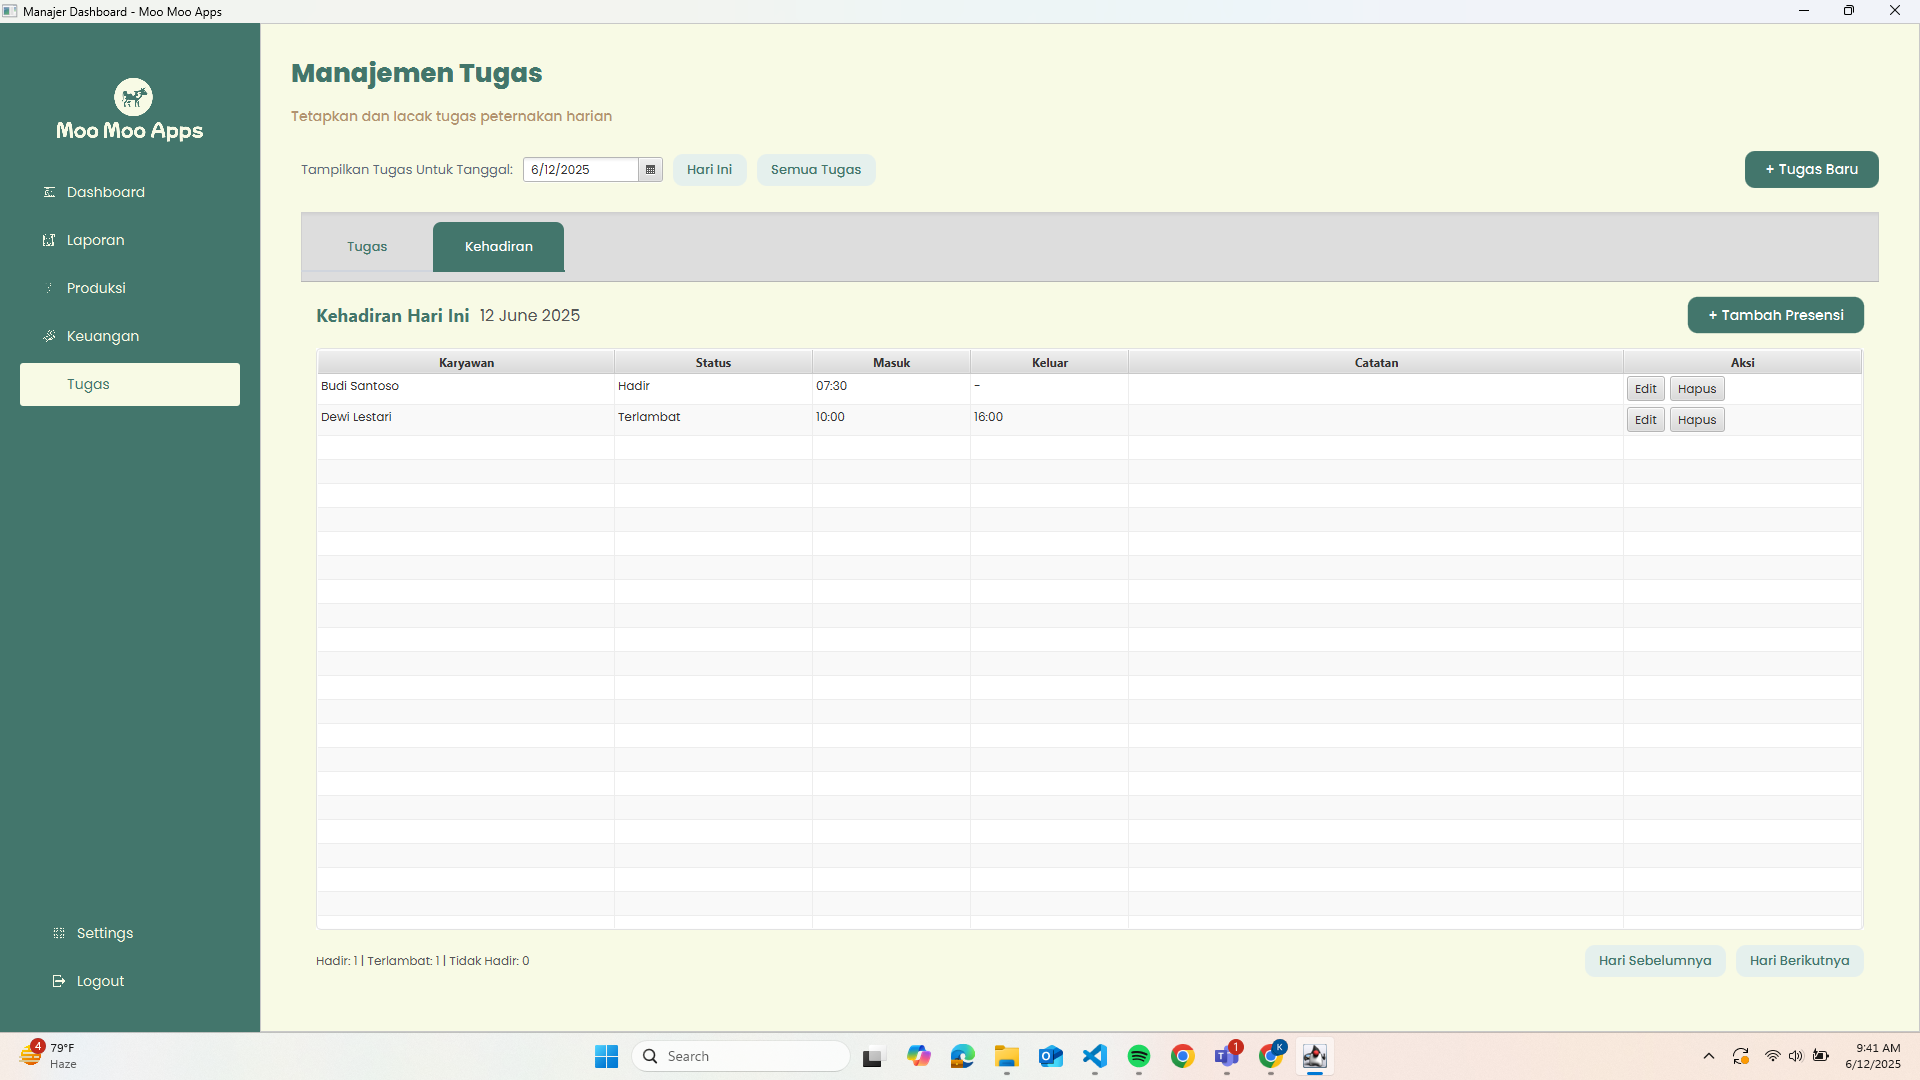 Manajer Dashboard - Moo Moo Apps
Moo Moo Apps
Dashboard
Laporan
Produksi
Keuangan
Tugas
Settings
Logout
Manajemen Tugas
Tetapkan dan lacak tugas peternakan harian
Tampilkan Tugas Untuk Tanggal: 6/12/2025 Hari Ini Semua Tugas + Tugas Baru
Tugas Kehadiran
Kehadiran Hari Ini 12 June 2025 + Tambah Presensi
Karyawan Status Masuk Keluar Catatan Aksi
Budi Santoso Hadir 07:30 - Edit Hapus
Dewi Lestari Terlambat 10:00 16:00 Edit Hapus
Hadir: 1 | Terlambat: 1 | Tidak Hadir: 0 Hari Sebelumnya Hari Berikutnya
4 79°F
Haze
Search
1
K
9:41 AM
6/12/2025